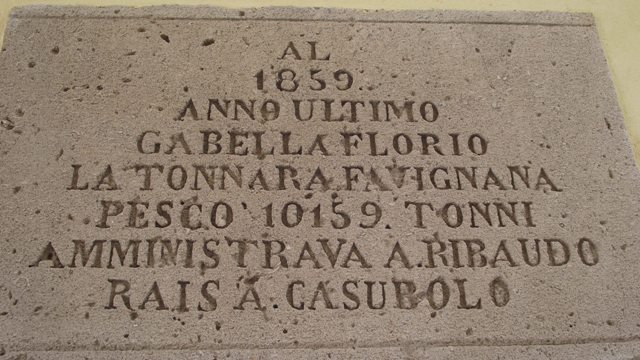 AL
1859.
ANNO ULTIMO
GABELLA FLORIO
LA TONNARA FAVIGNANA
PESCO' 10159. TONNI
AMMINISTRAVA A. RIBAUDO
RAIS A. CASUBOLO